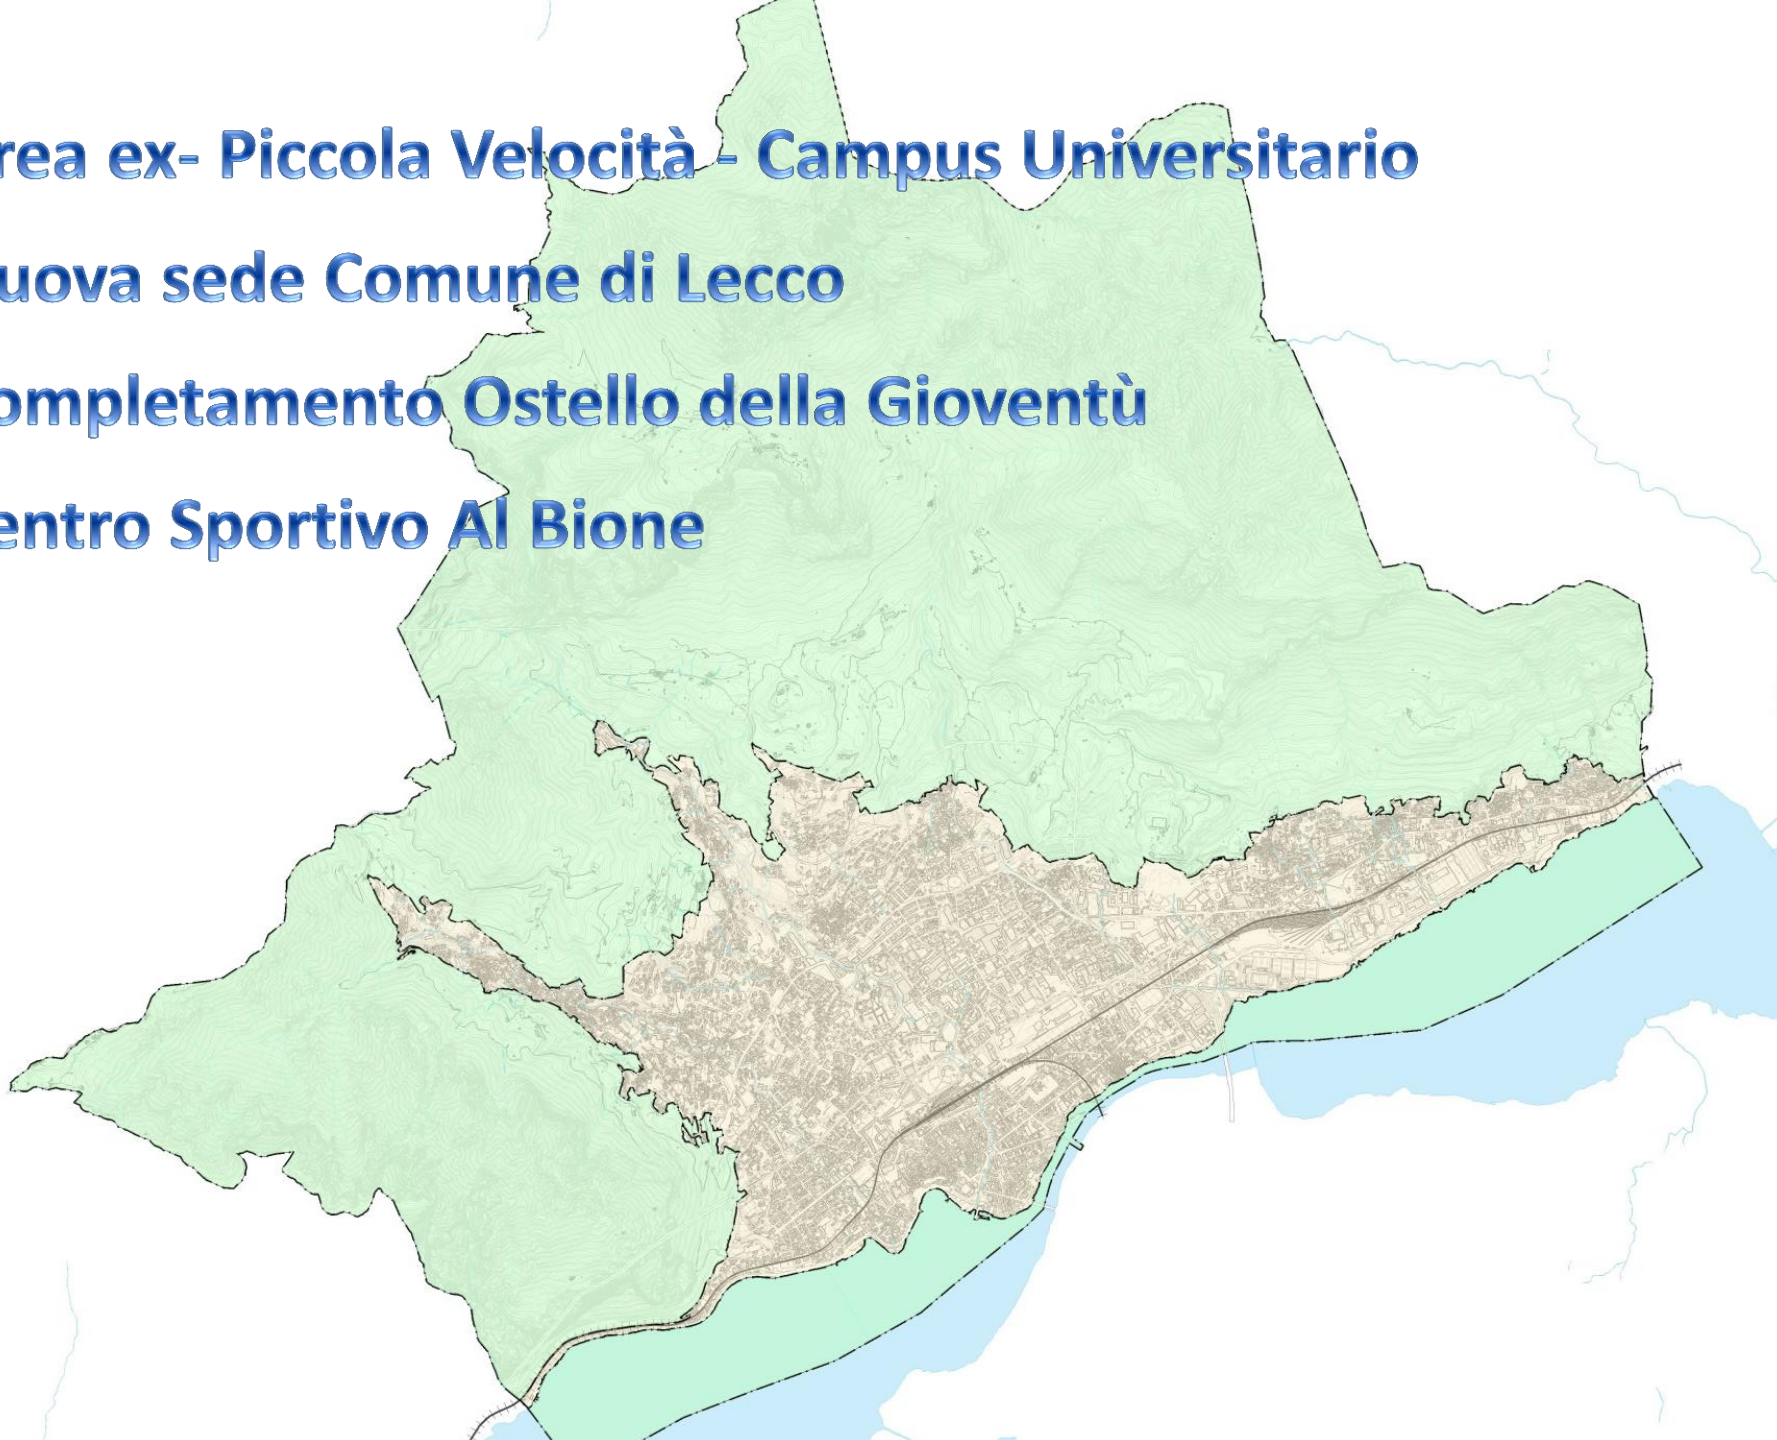 rea ex- Piccola Velocità - Campus Universitario
uova sede Comune di Lecco
ompletamento Ostello della Gioventù
entro Sportivo Al Bione